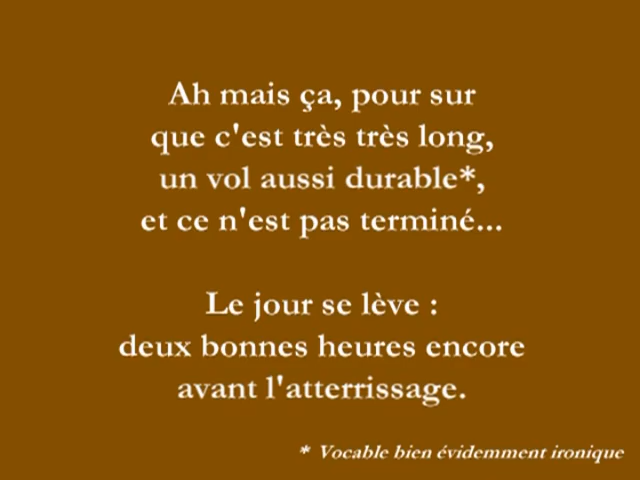 Ah mais ça, pour sur
que c'est très très long,
un vol aussi durable*,
et ce n'est pas terminé...
Le jour se lève :
deux bonnes heures encore
avant l'atterrissage.
* Vocable bien évidemment ironique